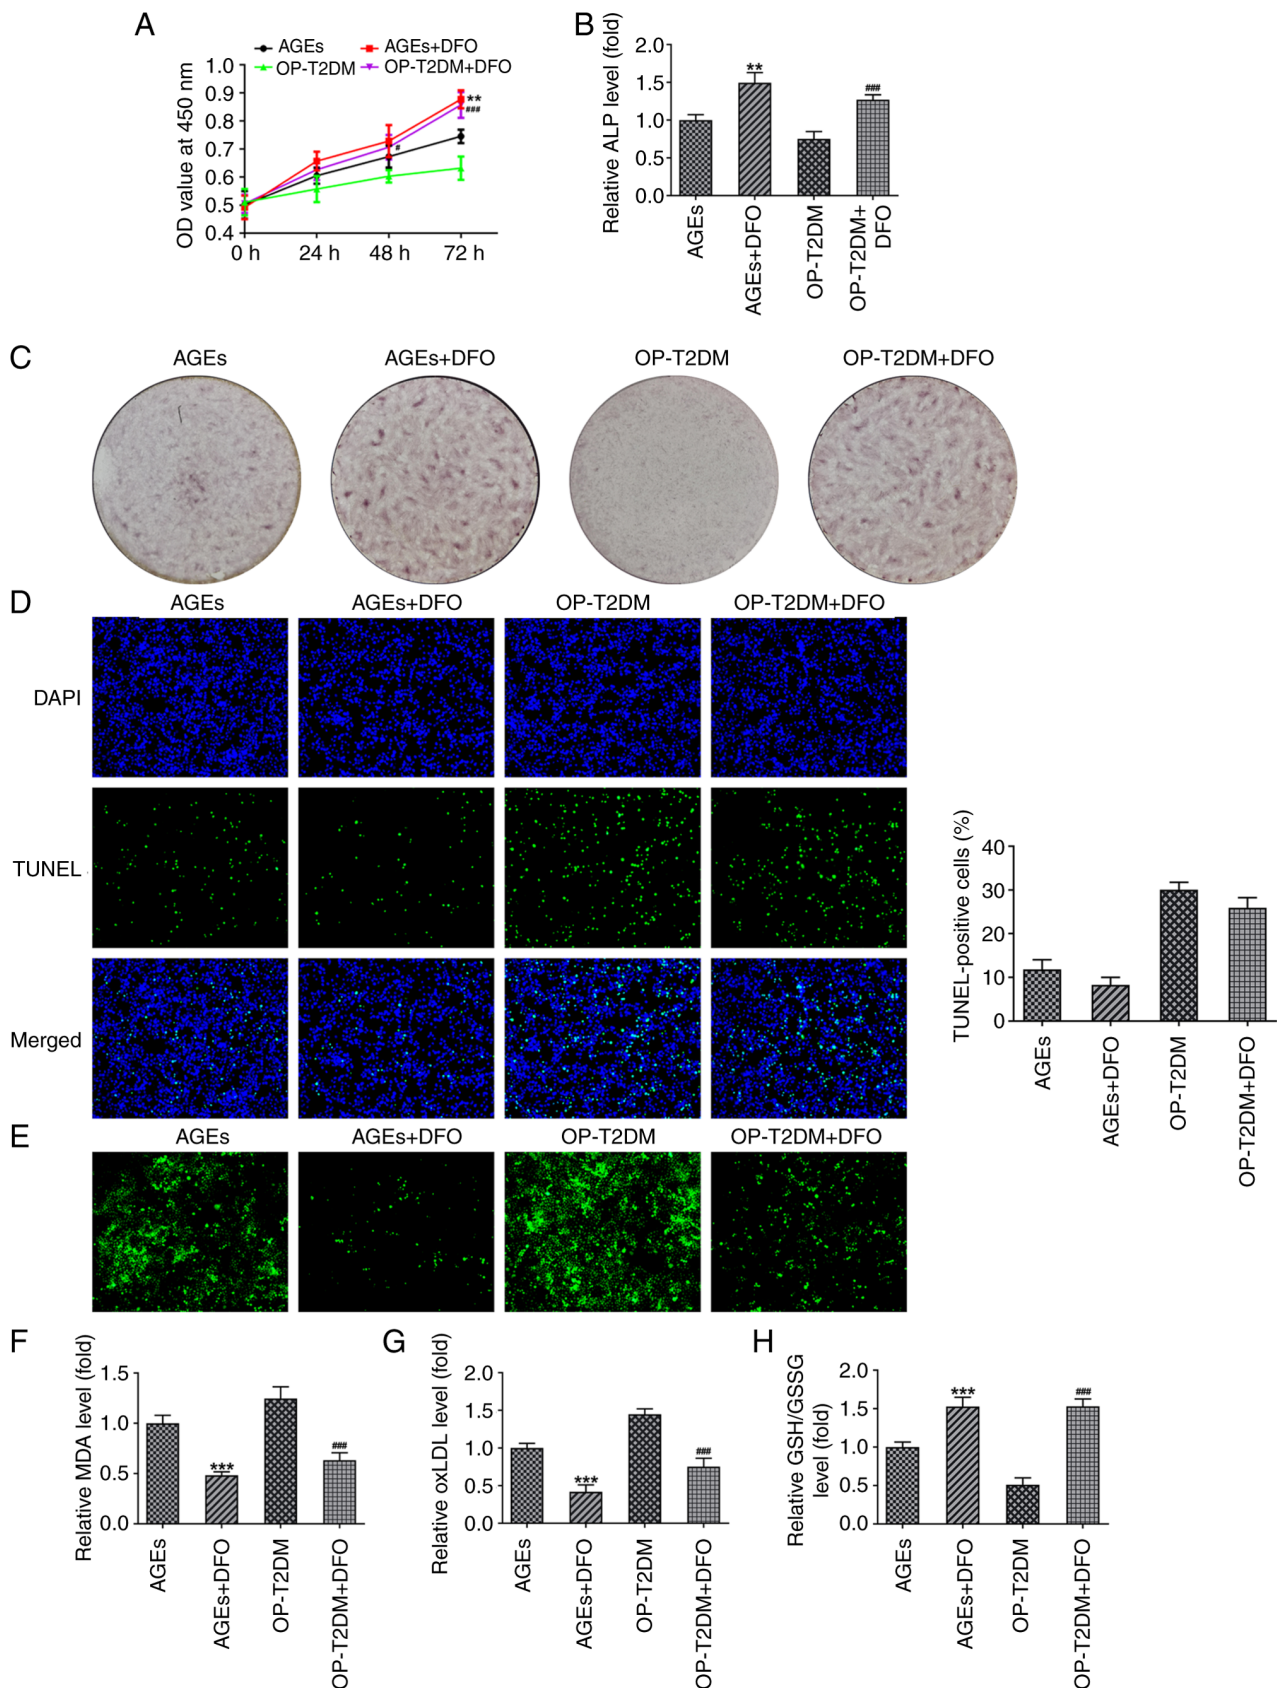 A
AGEs
AGEs+DFO
OP-T2DM
OP-T2DM+DFO
OD value at 450 nm
1.0
0.9
0.8
0.7
0.6
0.5
0.4
**
###
#
0 h
24 h
48 h
72 h
B
Relative ALP level (fold)
2.0
1.5
1.0
0.5
0.0
**
###
AGEs
AGEs+DFO
OP-T2DM
OP-T2DM+
DFO
C
AGEs
AGEs+DFO
OP-T2DM
OP-T2DM+DFO
D
AGEs
AGEs+DFO
OP-T2DM
OP-T2DM+DFO
DAPI
TUNEL
Merged
TUNEL-positive cells (%)
40
30
20
10
0
AGEs
AGEs+DFO
OP-T2DM
OP-T2DM+DFO
E
AGEs
AGEs+DFO
OP-T2DM
OP-T2DM+DFO
F
Relative MDA level (fold)
1.5
1.0
0.5
0.0
***
###
AGEs
AGEs+DFO
OP-T2DM
OP-T2DM+DFO
G
Relative oxLDL level (fold)
2.0
1.5
1.0
0.5
0.0
***
###
AGEs
AGEs+DFO
OP-T2DM
OP-T2DM+DFO
H
Relative GSH/GSSG
level (fold)
2.0
1.5
1.0
0.5
0.0
***
###
AGEs
AGEs+DFO
OP-T2DM
OP-T2DM+DFO